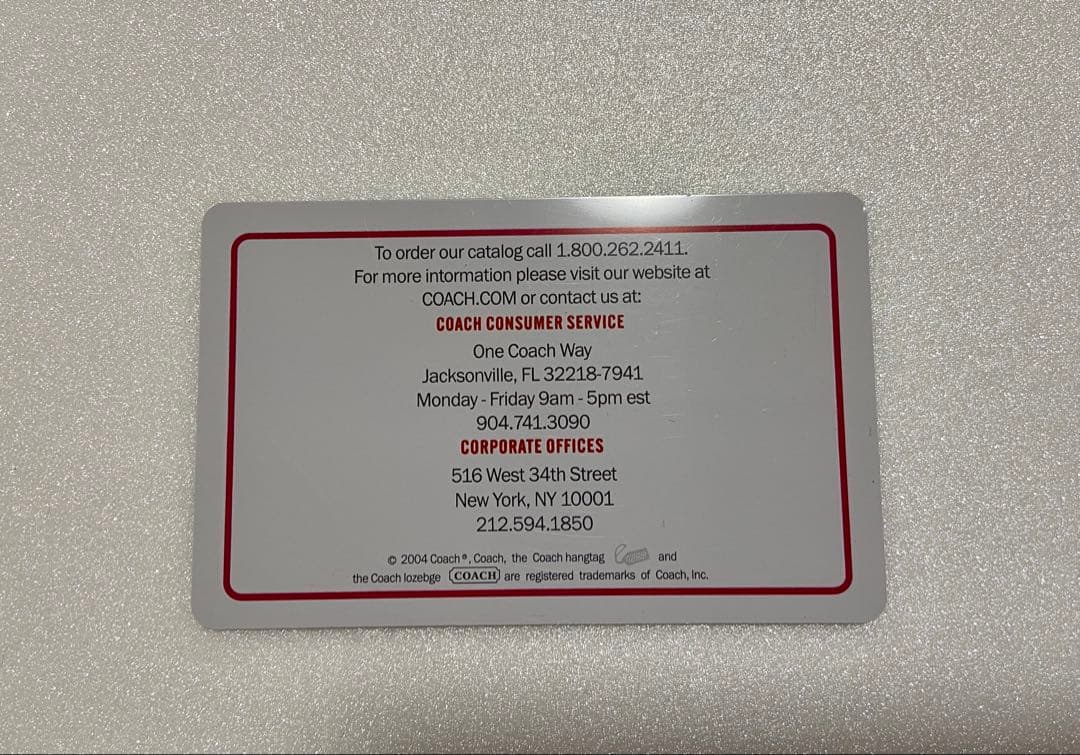 To order our catalog call 1.800.262.2411.
For more intormation please visit our website at
COACH.COM or contact us at:
COACH CONSUMER SERVICE
One Coach Way
Jacksonville, FL 32218-7941
Monday - Friday 9am - 5pm est
904.741.3090
CORPORATE OFFICES
516 West 34th Street
New York, NY 10001
212.594.1850
© 2004 Coach®, Coach, the Coach hangtag and
the Coach lozebge COACH are registered trademarks of Coach, Inc.